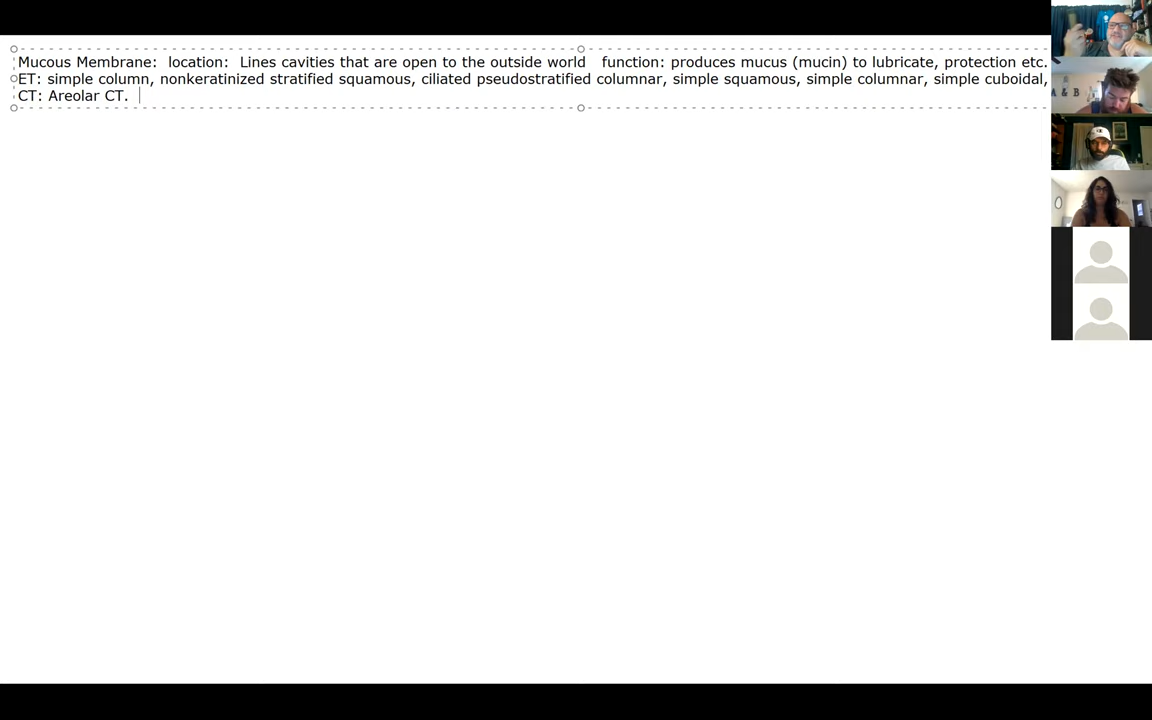 Mucous Membrane:  location:  Lines cavities that are open to the outside world   function: produces mucus (mucin) to lubricate, protection etc.
ET: simple column, nonkeratinized stratified squamous, ciliated pseudostratified columnar, simple squamous, simple columnar, simple cuboidal,
CT: Areolar CT.
A & B